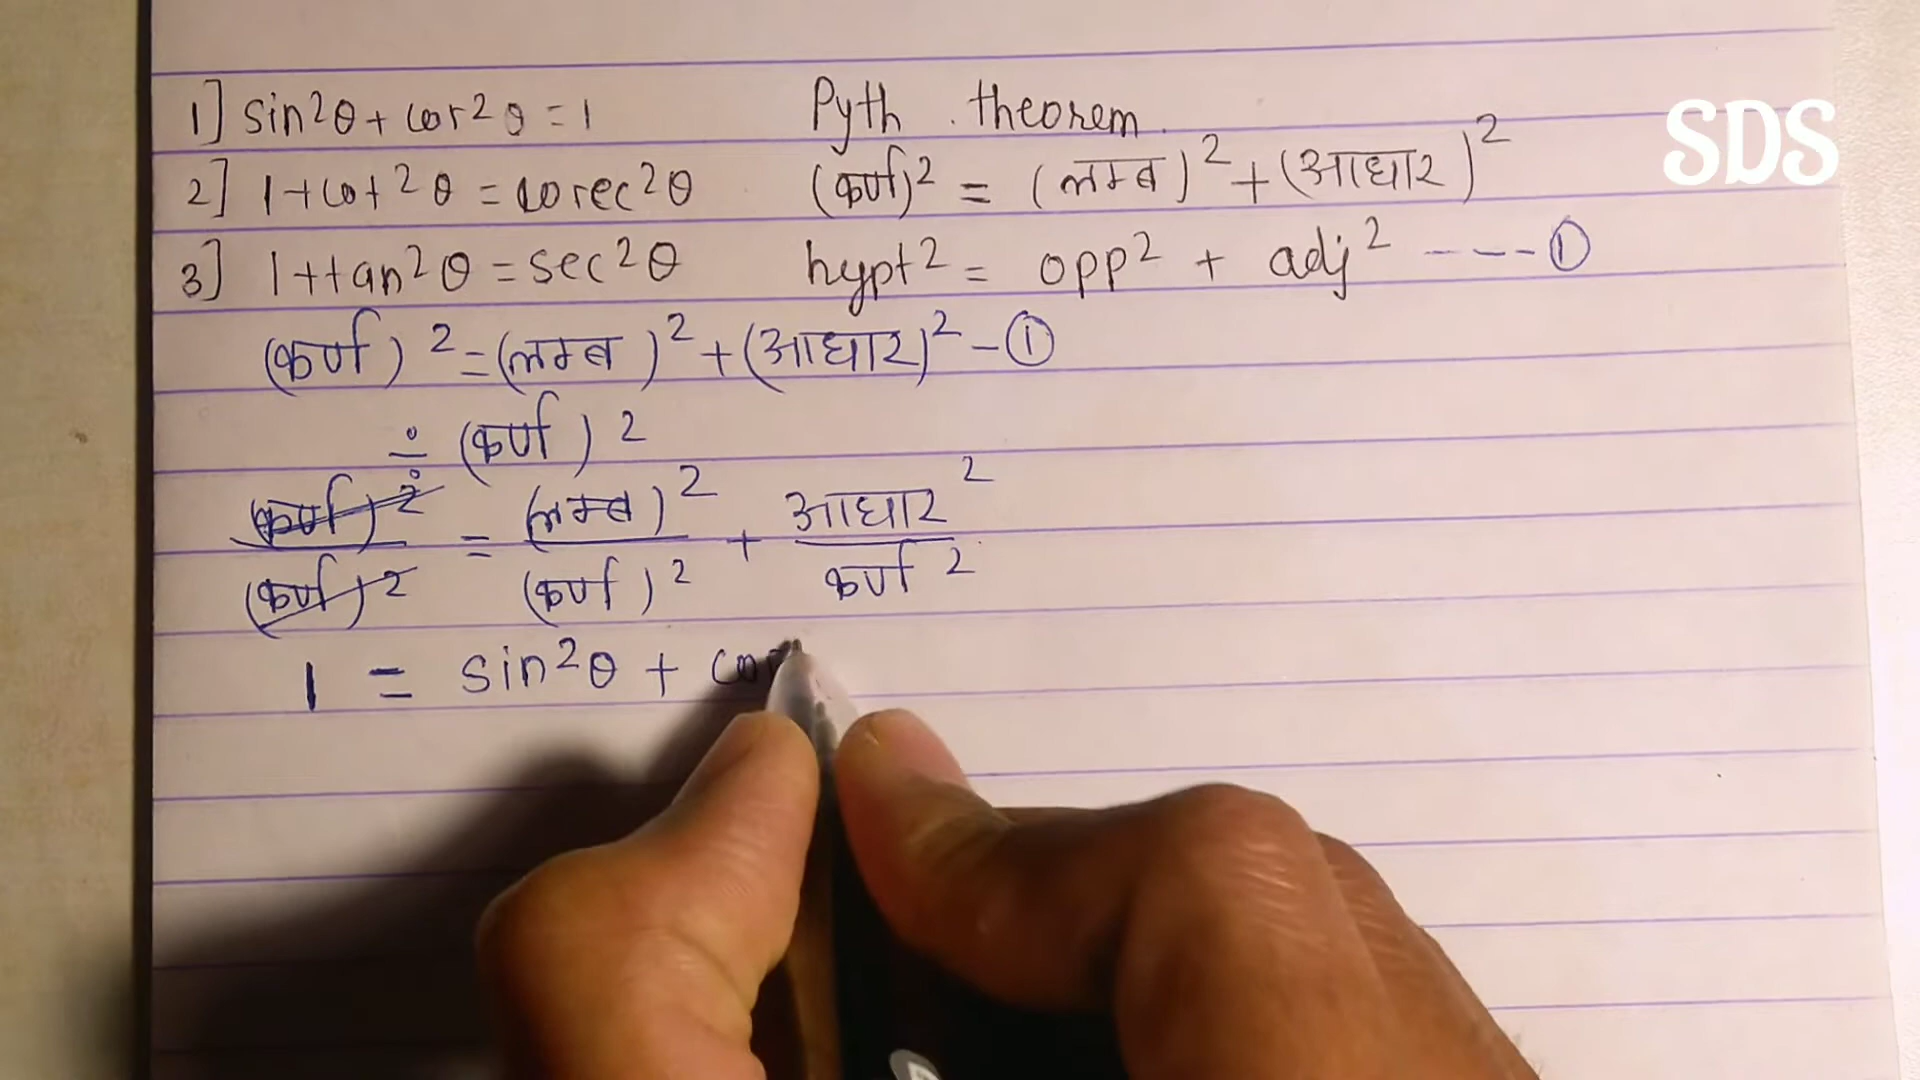 1] sin²θ + cos²θ = 1 Pyth . theorem
SDS
2] 1 + cot²θ = cosec²θ (कर्ण)² = (लम्ब)² + (आधार)²
3] 1 + tan²θ = sec²θ hypt² = opp² + adj² ---- ①
(कर्ण)² = (लम्ब)² + (आधार)² - ①
÷ (कर्ण)²
(कर्ण)² / (कर्ण)² = (लम्ब)² / (कर्ण)² + आधार² / कर्ण²
1 = sin²θ + cos